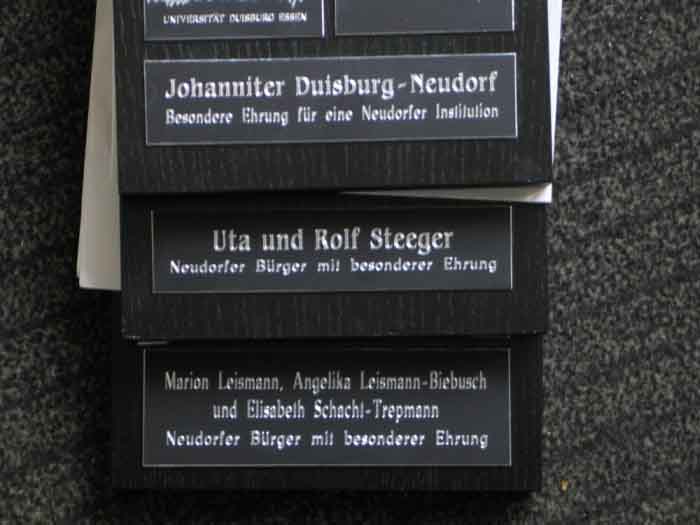 UNIVERSITÄT DUISBURG ESSEN
Johanniter Duisburg-Neudorf
Besondere Ehrung für eine Neudorfer Institution
Uta und Rolf Steeger
Neudorfer Bürger mit besonderer Ehrung
Marion Leismann, Angelika Leismann-Biebusch
und Elisabeth Schacht-Trepmann
Neudorfer Bürger mit besonderer Ehrung